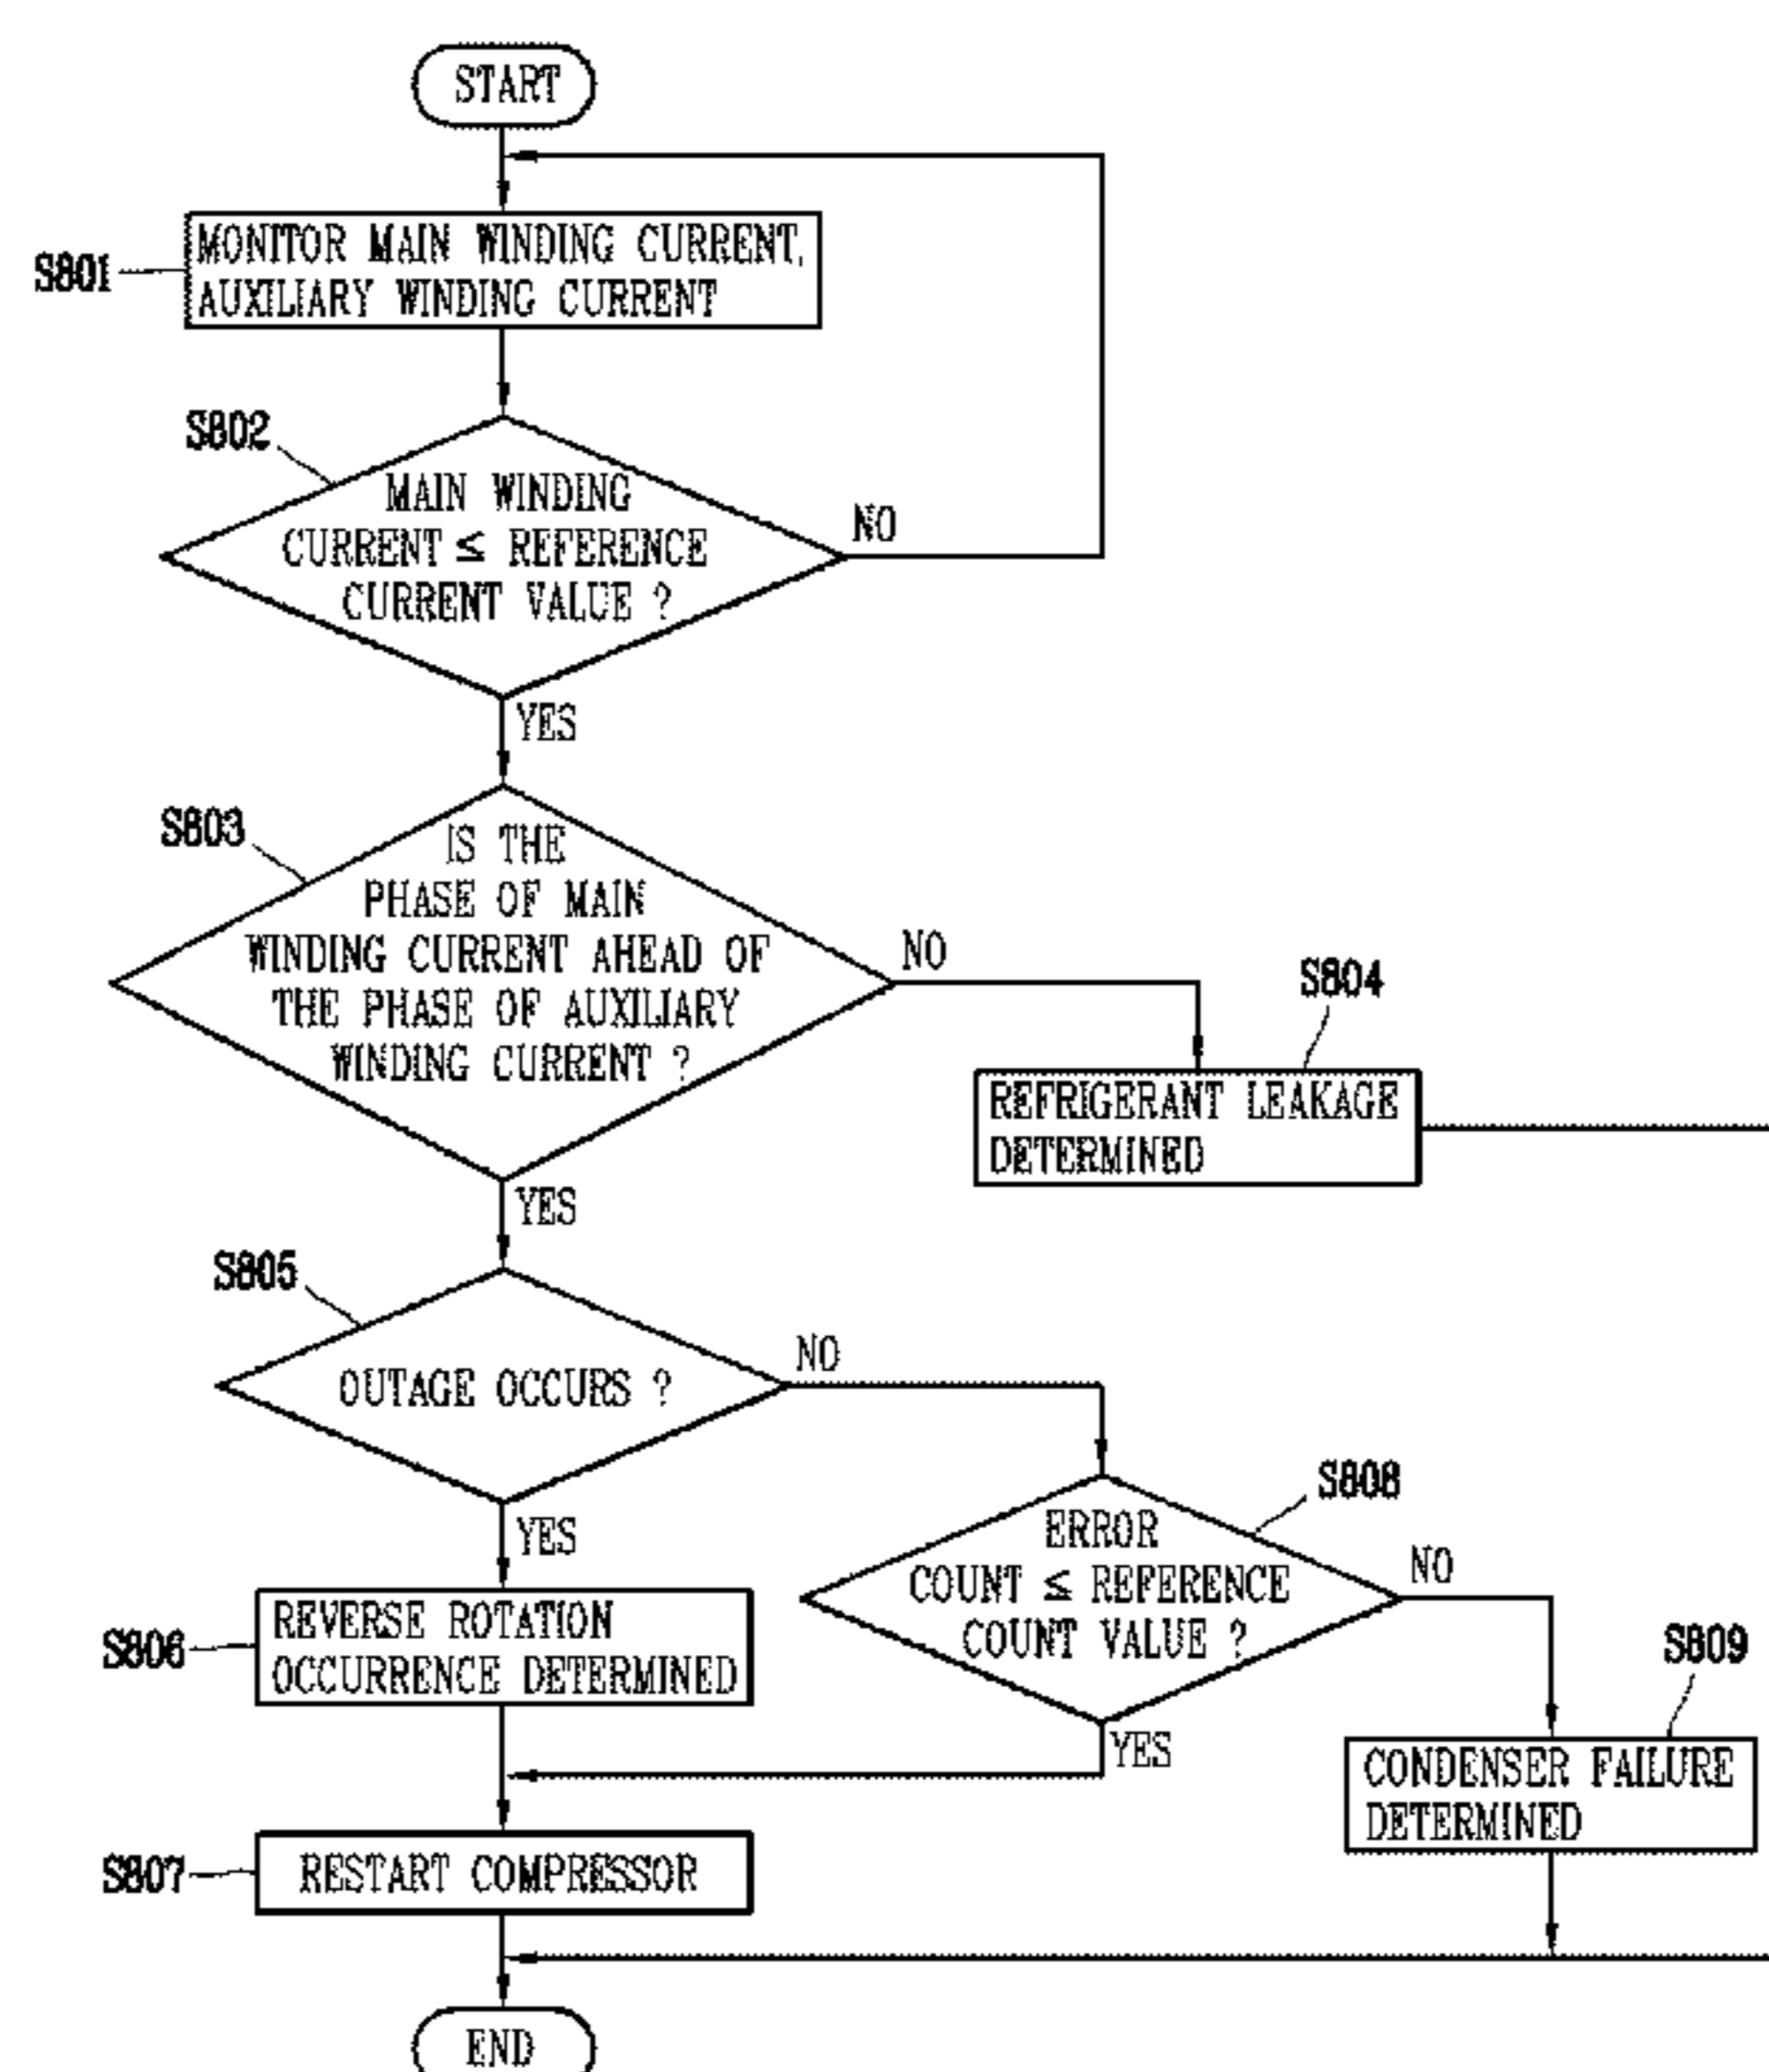 START
S801
MONITOR MAIN WINDING CURRENT,
AUXILIARY WINDING CURRENT
S802
MAIN WINDING
CURRENT ≤ REFERENCE
CURRENT VALUE ?
NO
YES
S803
IS THE
PHASE OF MAIN
WINDING CURRENT AHEAD OF
THE PHASE OF AUXILIARY
WINDING CURRENT ?
NO
YES
S804
REFRIGERANT LEAKAGE
DETERMINED
S805
OUTAGE OCCURS ?
NO
YES
S808
ERROR
COUNT ≤ REFERENCE
COUNT VALUE ?
NO
YES
S806
REVERSE ROTATION
OCCURRENCE DETERMINED
S809
CONDENSER FAILURE
DETERMINED
S807
RESTART COMPRESSOR
END